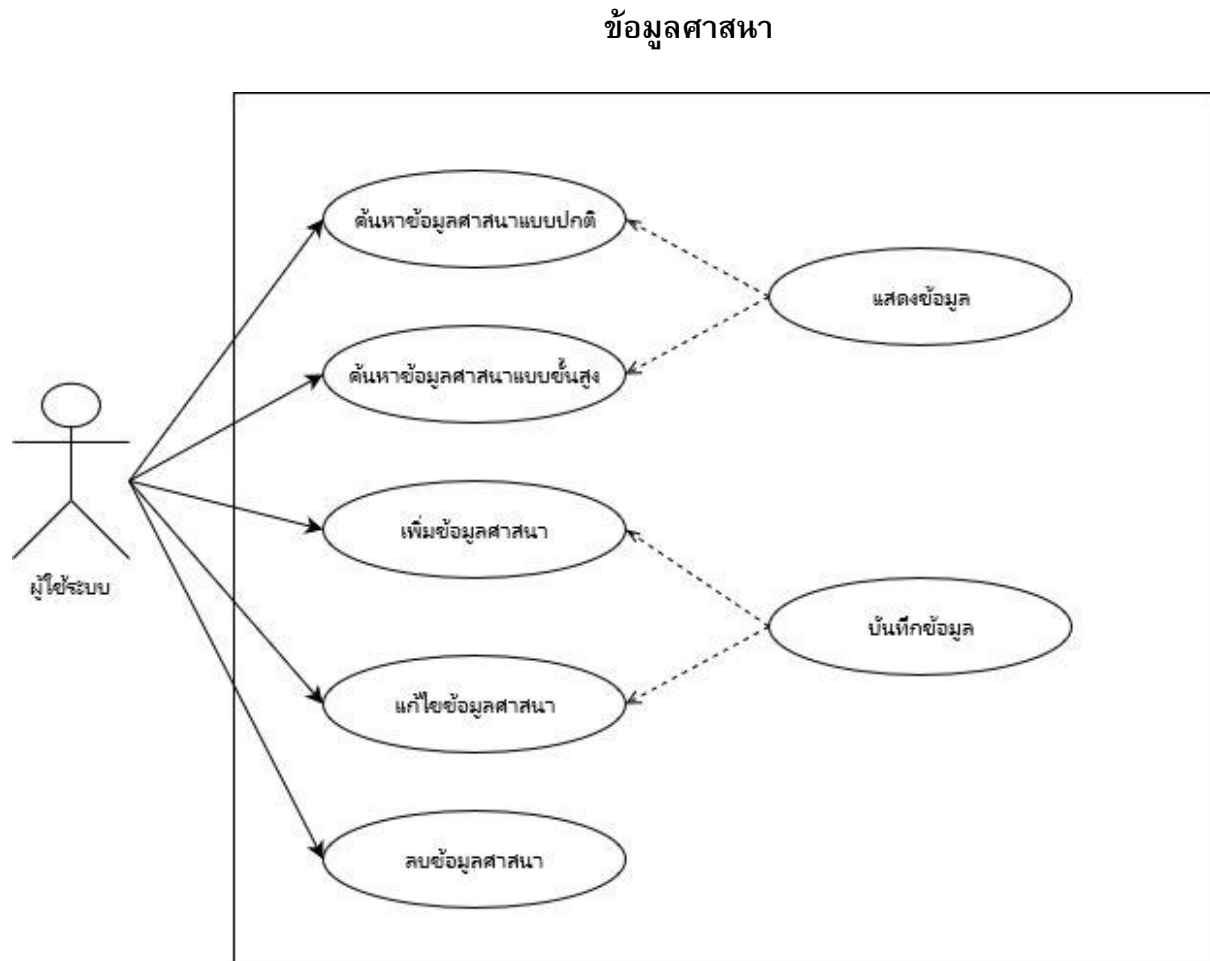 ข้อมูลศาสนา
ค้นหาข้อมูลศาสนาแบบปกติ
แสดงข้อมูล
ค้นหาข้อมูลศาสนาแบบขั้นสูง
เพิ่มข้อมูลศาสนา
ผู้ใช้ระบบ
บันทึกข้อมูล
แก้ไขข้อมูลศาสนา
ลบข้อมูลศาสนา